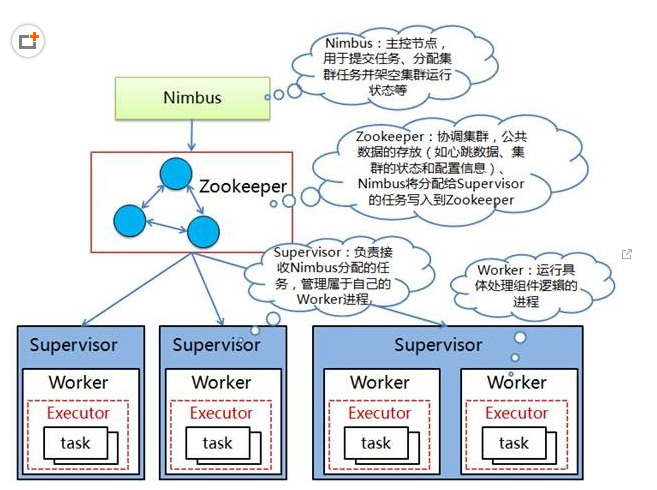 Nimbus：主控节点，
用于提交任务、分配集
群任务并架空集群运行
状态等
Nimbus
Zookeeper：协调集群，公共
数据的存放（如心跳数据、集
群的状态和配置信息）、
Nimbus将分配给Supervisor
的任务写入到Zookeeper
Zookeeper
Supervisor：负责接
收Nimbus分配的任
务，管理属于自己的
Worker进程
Worker：运行具
体处理组件逻辑的
进程
Supervisor
Supervisor
Supervisor
Worker
Worker
Worker
Worker
Executor
Executor
Executor
Executor
task
task
task
task